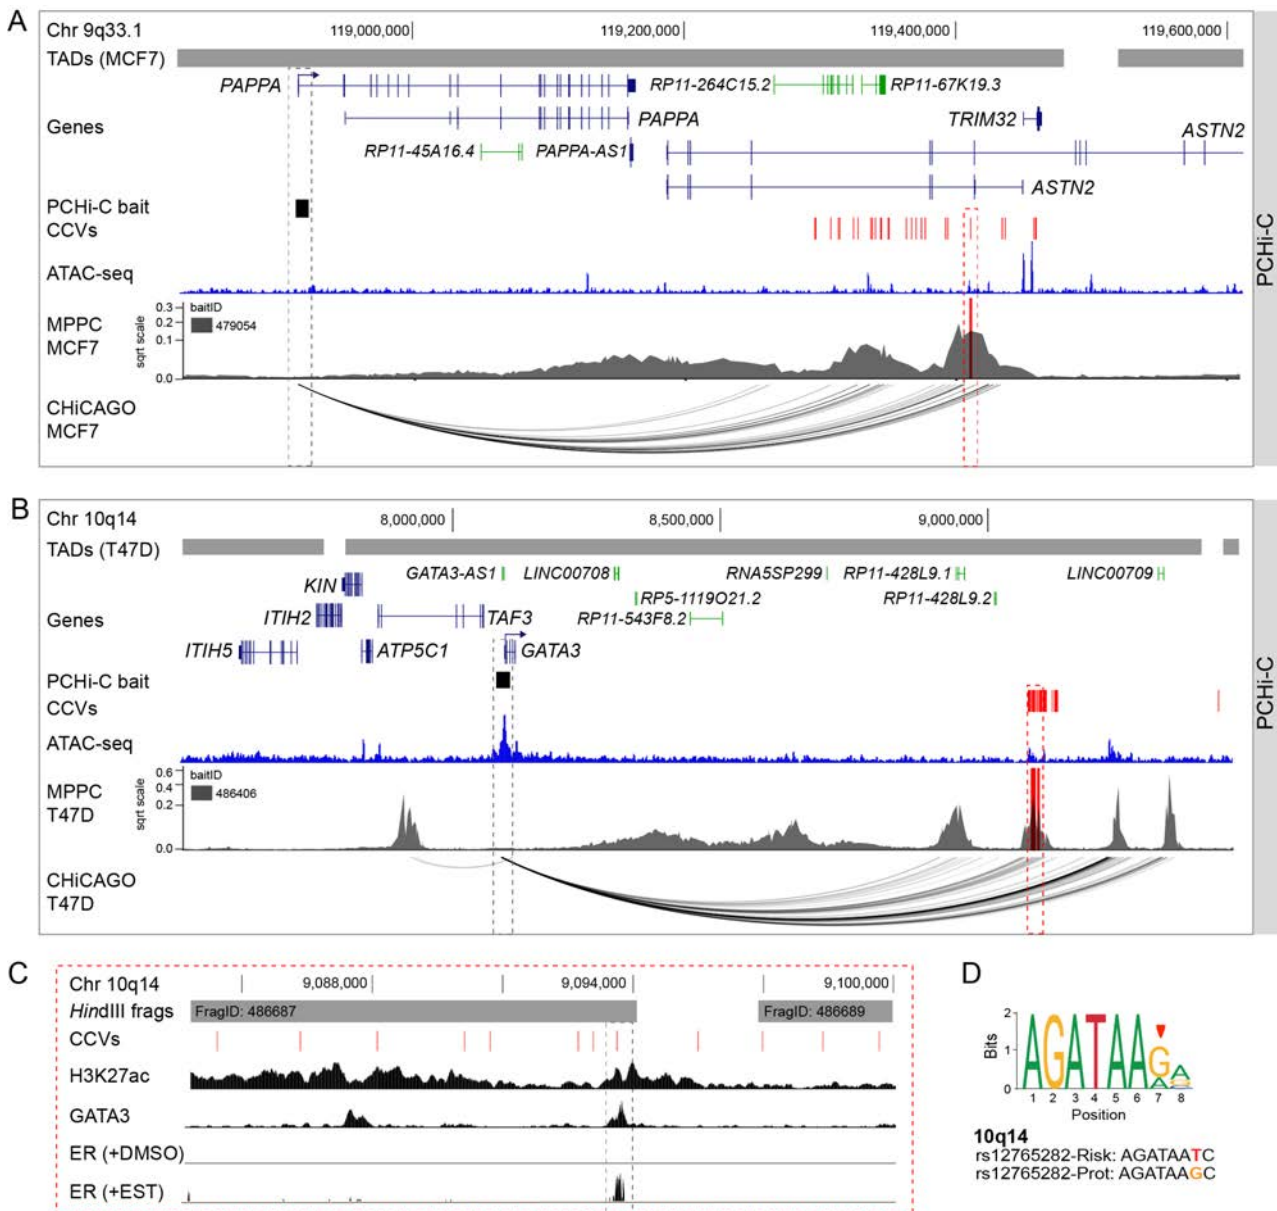 A
Chr 9q33.1 119,000,000 119,200,000 119,400,000 119,600,000
TADs (MCF7)
PAPPA RP11-264C15.2 RP11-67K19.3
Genes PAPPA TRIM32 ASTN2
RP11-45A16.4 PAPPA-AS1
ASTN2
PCHi-C bait
CCVs
ATAC-seq
MPPC
MCF7
sqrt scale
0.3
0.2
0.1
0.0
baitID
479054
CHiCAGO
MCF7
PCHi-C
B
Chr 10q14 8,000,000 8,500,000 9,000,000
TADs (T47D)
KIN GATA3-AS1 LINC00708 RNA5SP299 RP11-428L9.1 LINC00709
RP5-1119O21.2 RP11-428L9.2
Genes ITIH2 TAF3 RP11-543F8.2
ITIH5 ATP5C1 GATA3
PCHi-C bait
CCVs
ATAC-seq
MPPC
T47D
sqrt scale
0.6
0.4
0.2
0.0
baitID
486406
CHiCAGO
T47D
PCHi-C
C
Chr 10q14 9,088,000 9,094,000 9,100,000
HindIII frags FragID: 486687 FragID: 486689
CCVs
H3K27ac
GATA3
ER (+DMSO)
ER (+EST)
D
Bits
2
1
0
AGATAAGA
A
1 2 3 4 5 6 7 8
Position
10q14
rs12765282-Risk: AGATAATC
rs12765282-Prot: AGATAAGC